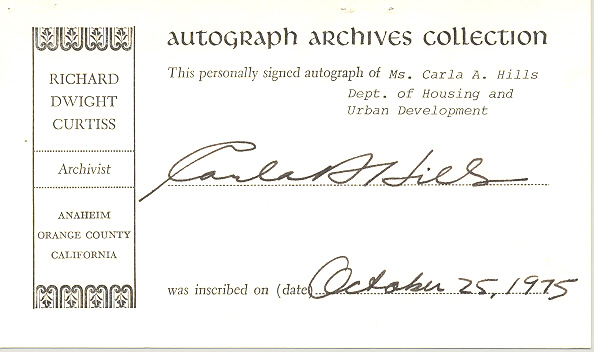 autograph archives collection
RICHARD
DWIGHT
CURTISS
Archivist
ANAHEIM
ORANGE COUNTY
CALIFORNIA
This personally signed autograph of Ms. Carla A. Hills
Dept. of Housing and
Urban Development
Carla A Hills
was inscribed on (date) October 25, 1975